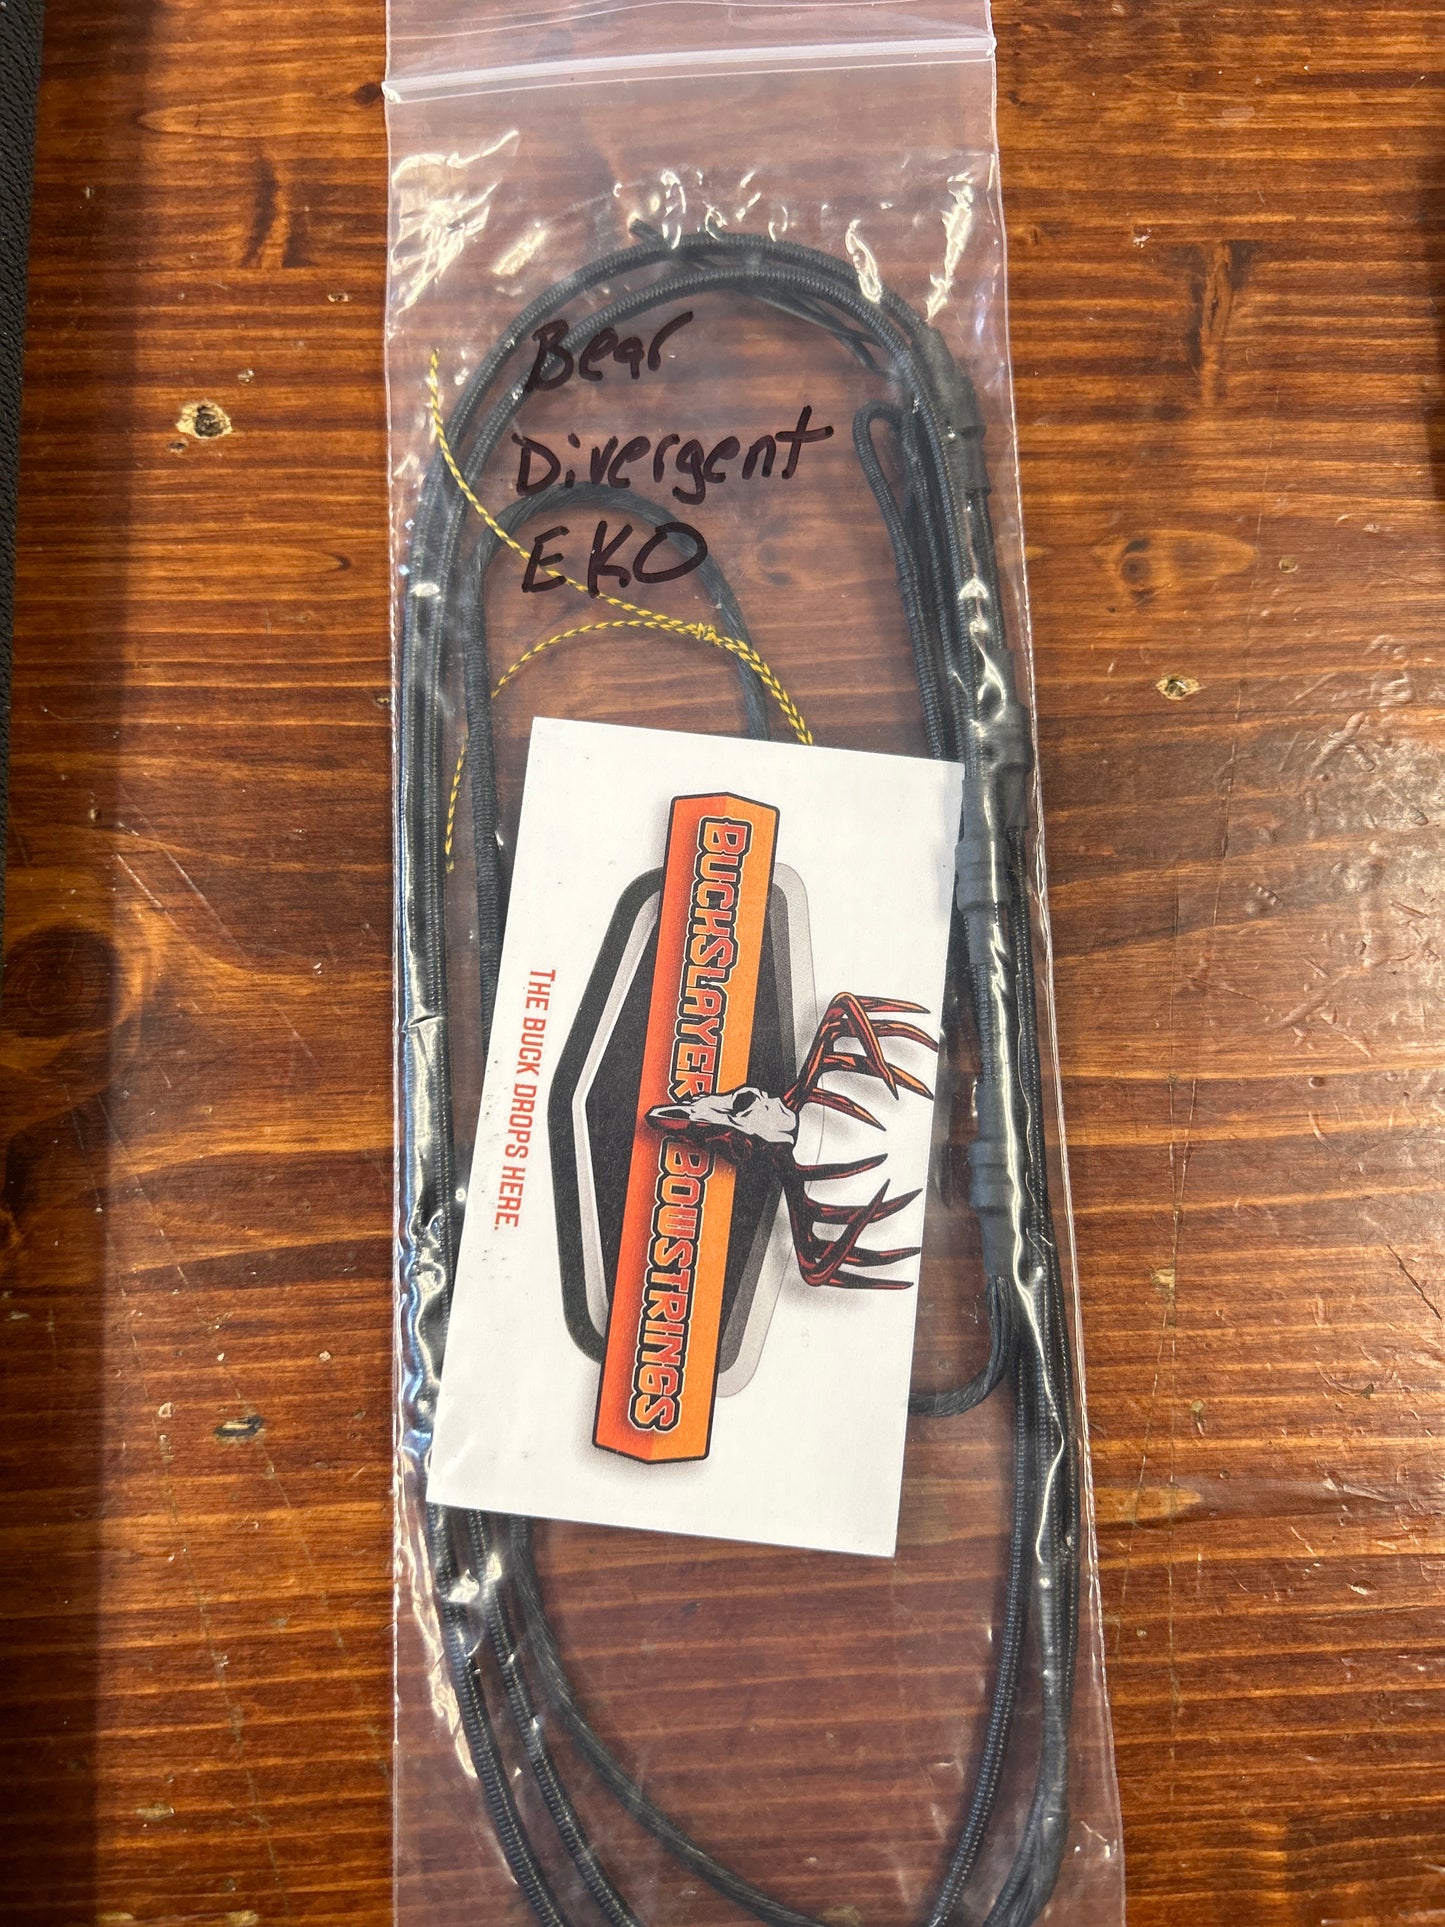 Bear
Divergent
EKO
BUCKSLAYER BOWSTRINGS
THE BUCK DROPS HERE.